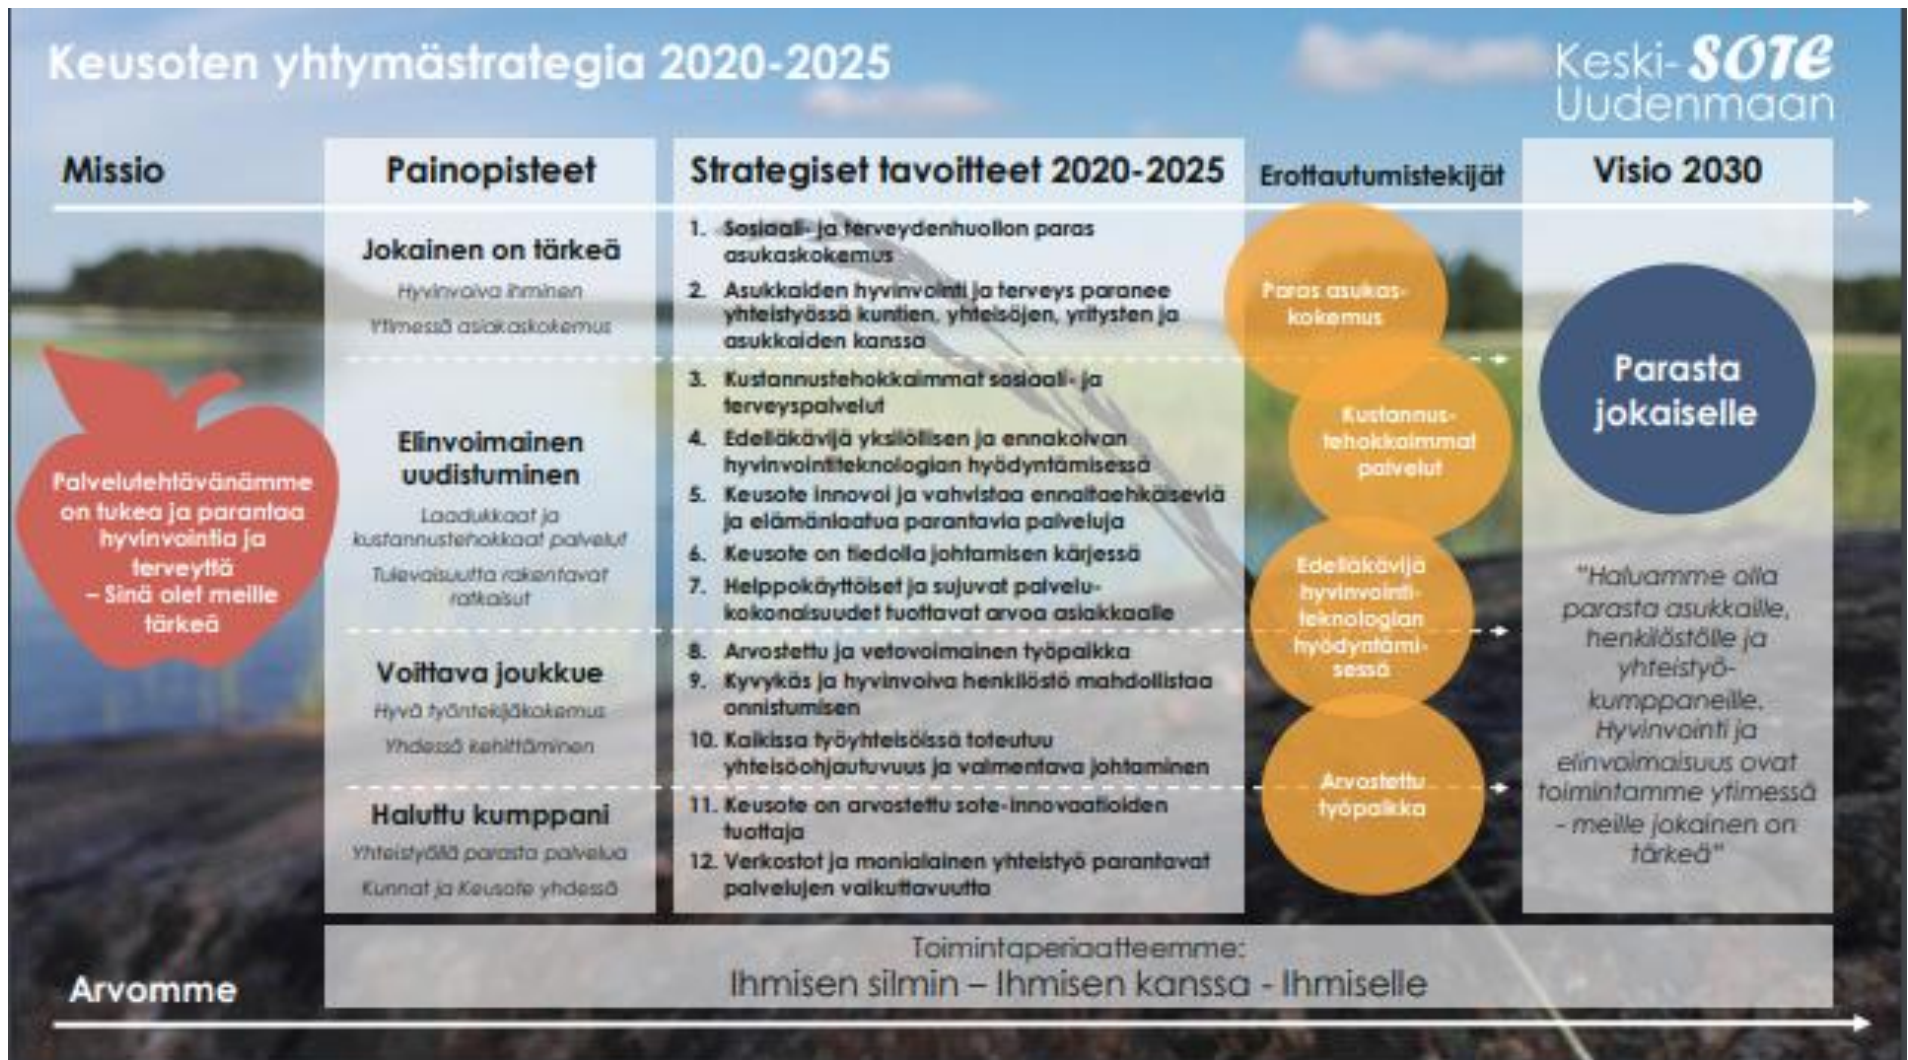 Keusoten yhtymästrategia 2020-2025
Keski- SOTE
Uudenmaan
Missio
Palvelutehtävänämme
on tukea ja parantaa
hyvinvointia ja
terveyttä
– Sinä olet meille
tärkeä
Painopisteet
Jokainen on tärkeä
Hyvinvoiva ihminen
Ytimessä asiakaskokemus
Elinvoimainen
uudistuminen
Laadukkaat ja
kustannustehokkaat palvelut
Tulevaisuutta rakentavat
ratkaisut
Voittava joukkue
Hyvä työntekijäkokemus
Yhdessä kehittäminen
Haluttu kumppani
Yhteistyöllä parasta palvelua
Kunnat ja Keusote yhdessä
Strategiset tavoitteet 2020-2025
1. Sosiaali- ja terveydenhuollon paras
asukaskokemus
2. Asukkaiden hyvinvointi ja terveys paranee
yhteistyössä kuntien, yhteisöjen, yritysten ja
asukkaiden kanssa
3. Kustannustehokkaimmat sosiaali- ja
terveyspalvelut
4. Edelläkävijä yksilöllisen ja ennakoivan
hyvinvointiteknologian hyödyntämisessä
5. Keusote innovoi ja vahvistaa ennaltaehkäiseviä
ja elämänlaatua parantavia palveluja
6. Keusote on tiedolla johtamisen kärjessä
7. Helppokäyttöiset ja sujuvat palvelu-
kokonaisuudet tuottavat arvoa asiakkaalle
8. Arvostettu ja vetovoimainen työpaikka
9. Kyvykäs ja hyvinvoiva henkilöstö mahdollistaa
onnistumisen
10. Kaikissa työyhteisöissä toteutuu
yhteisöohjautuvuus ja valmentava johtaminen
11. Keusote on arvostettu sote-innovaatioiden
tuottaja
12. Verkostot ja monialainen yhteistyö parantavat
palvelujen vaikuttavuutta
Erottautumistekijät
Paras asukas-
kokemus
Kustannus-
tehokkaimmat
palvelut
Edelläkävijä
hyvinvointi-
teknologian
hyödyntämi-
sessä
Arvostettu
työpaikka
Visio 2030
Parasta
jokaiselle
"Haluamme olla
parasta asukkaille,
henkilöstölle ja
yhteistyö-
kumppaneille.
Hyvinvointi ja
elinvoimaisuus ovat
toimintamme ytimessä
- meille jokainen on
tärkeä"
Arvomme
Toimintaperiaatteemme:
Ihmisen silmin – Ihmisen kanssa - Ihmiselle